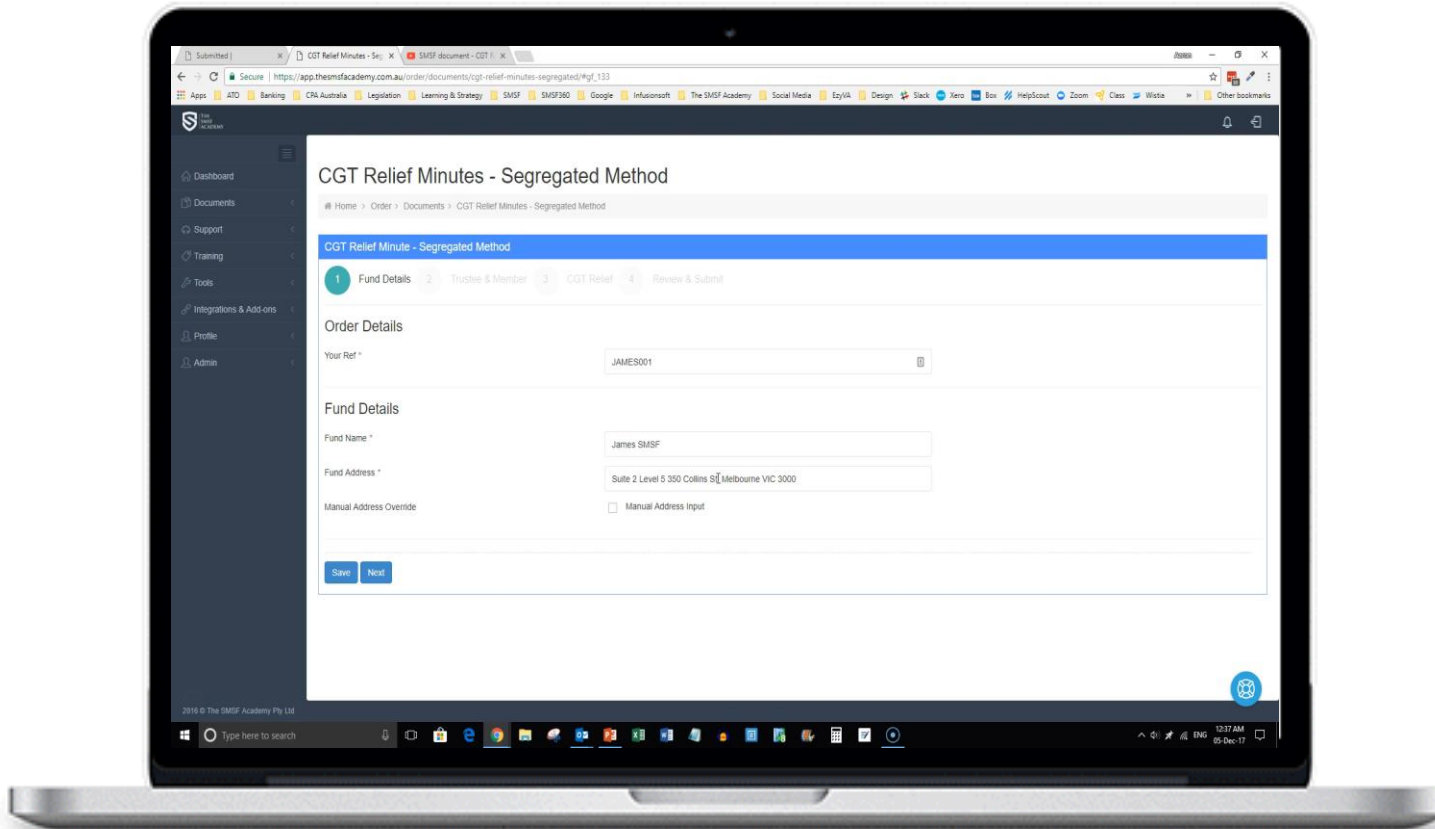 Submitted |
CGT Relief Minutes - Seg
SMSF document - CGT
Secure | https://app.thesmsfacademy.com.au/order/documents/cgt-relief-minutes-segregated/#gf_133
Apps ATO Banking CPA Australia Legislation Learning & Strategy SMSF SMSF360 Google Infusionsoft The SMSF Academy Social Media EzyVA Design Slack Xero Box HelpScout Zoom Class Wistia » Other bookmarks
THE
SMSF
ACADEMY
Dashboard
Documents
Support
Training
Tools
Integrations & Add-ons
Profile
Admin
CGT Relief Minutes - Segregated Method
Home > Order > Documents > CGT Relief Minutes - Segregated Method
CGT Relief Minute - Segregated Method
1 Fund Details 2 Trustee & Member 3 CGT Relief 4 Review & Submit
Order Details
Your Ref * JAMES001
Fund Details
Fund Name * James SMSF
Fund Address * Suite 2 Level 5 350 Collins St Melbourne VIC 3000
Manual Address Override Manual Address Input
Save Next
2016 © The SMSF Academy Pty Ltd
Type here to search
ENG
12:37 AM
05-Dec-17